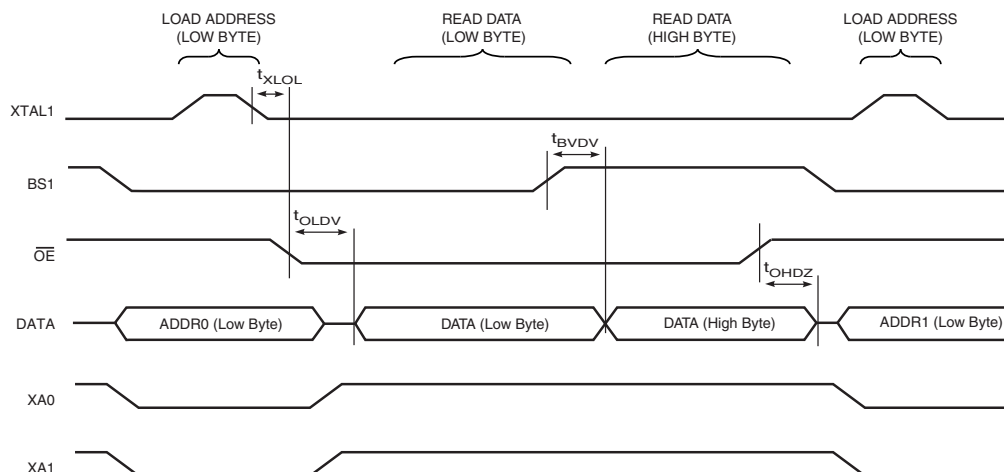 LOAD ADDRESS
(LOW BYTE)
READ DATA
(LOW BYTE)
READ DATA
(HIGH BYTE)
LOAD ADDRESS
(LOW BYTE)
tXLOL
XTAL1
tBVDV
BS1
tOLDV
OE
tOHDZ
DATA
ADDR0 (Low Byte)
DATA (Low Byte)
DATA (High Byte)
ADDR1 (Low Byte)
XA0
XA1